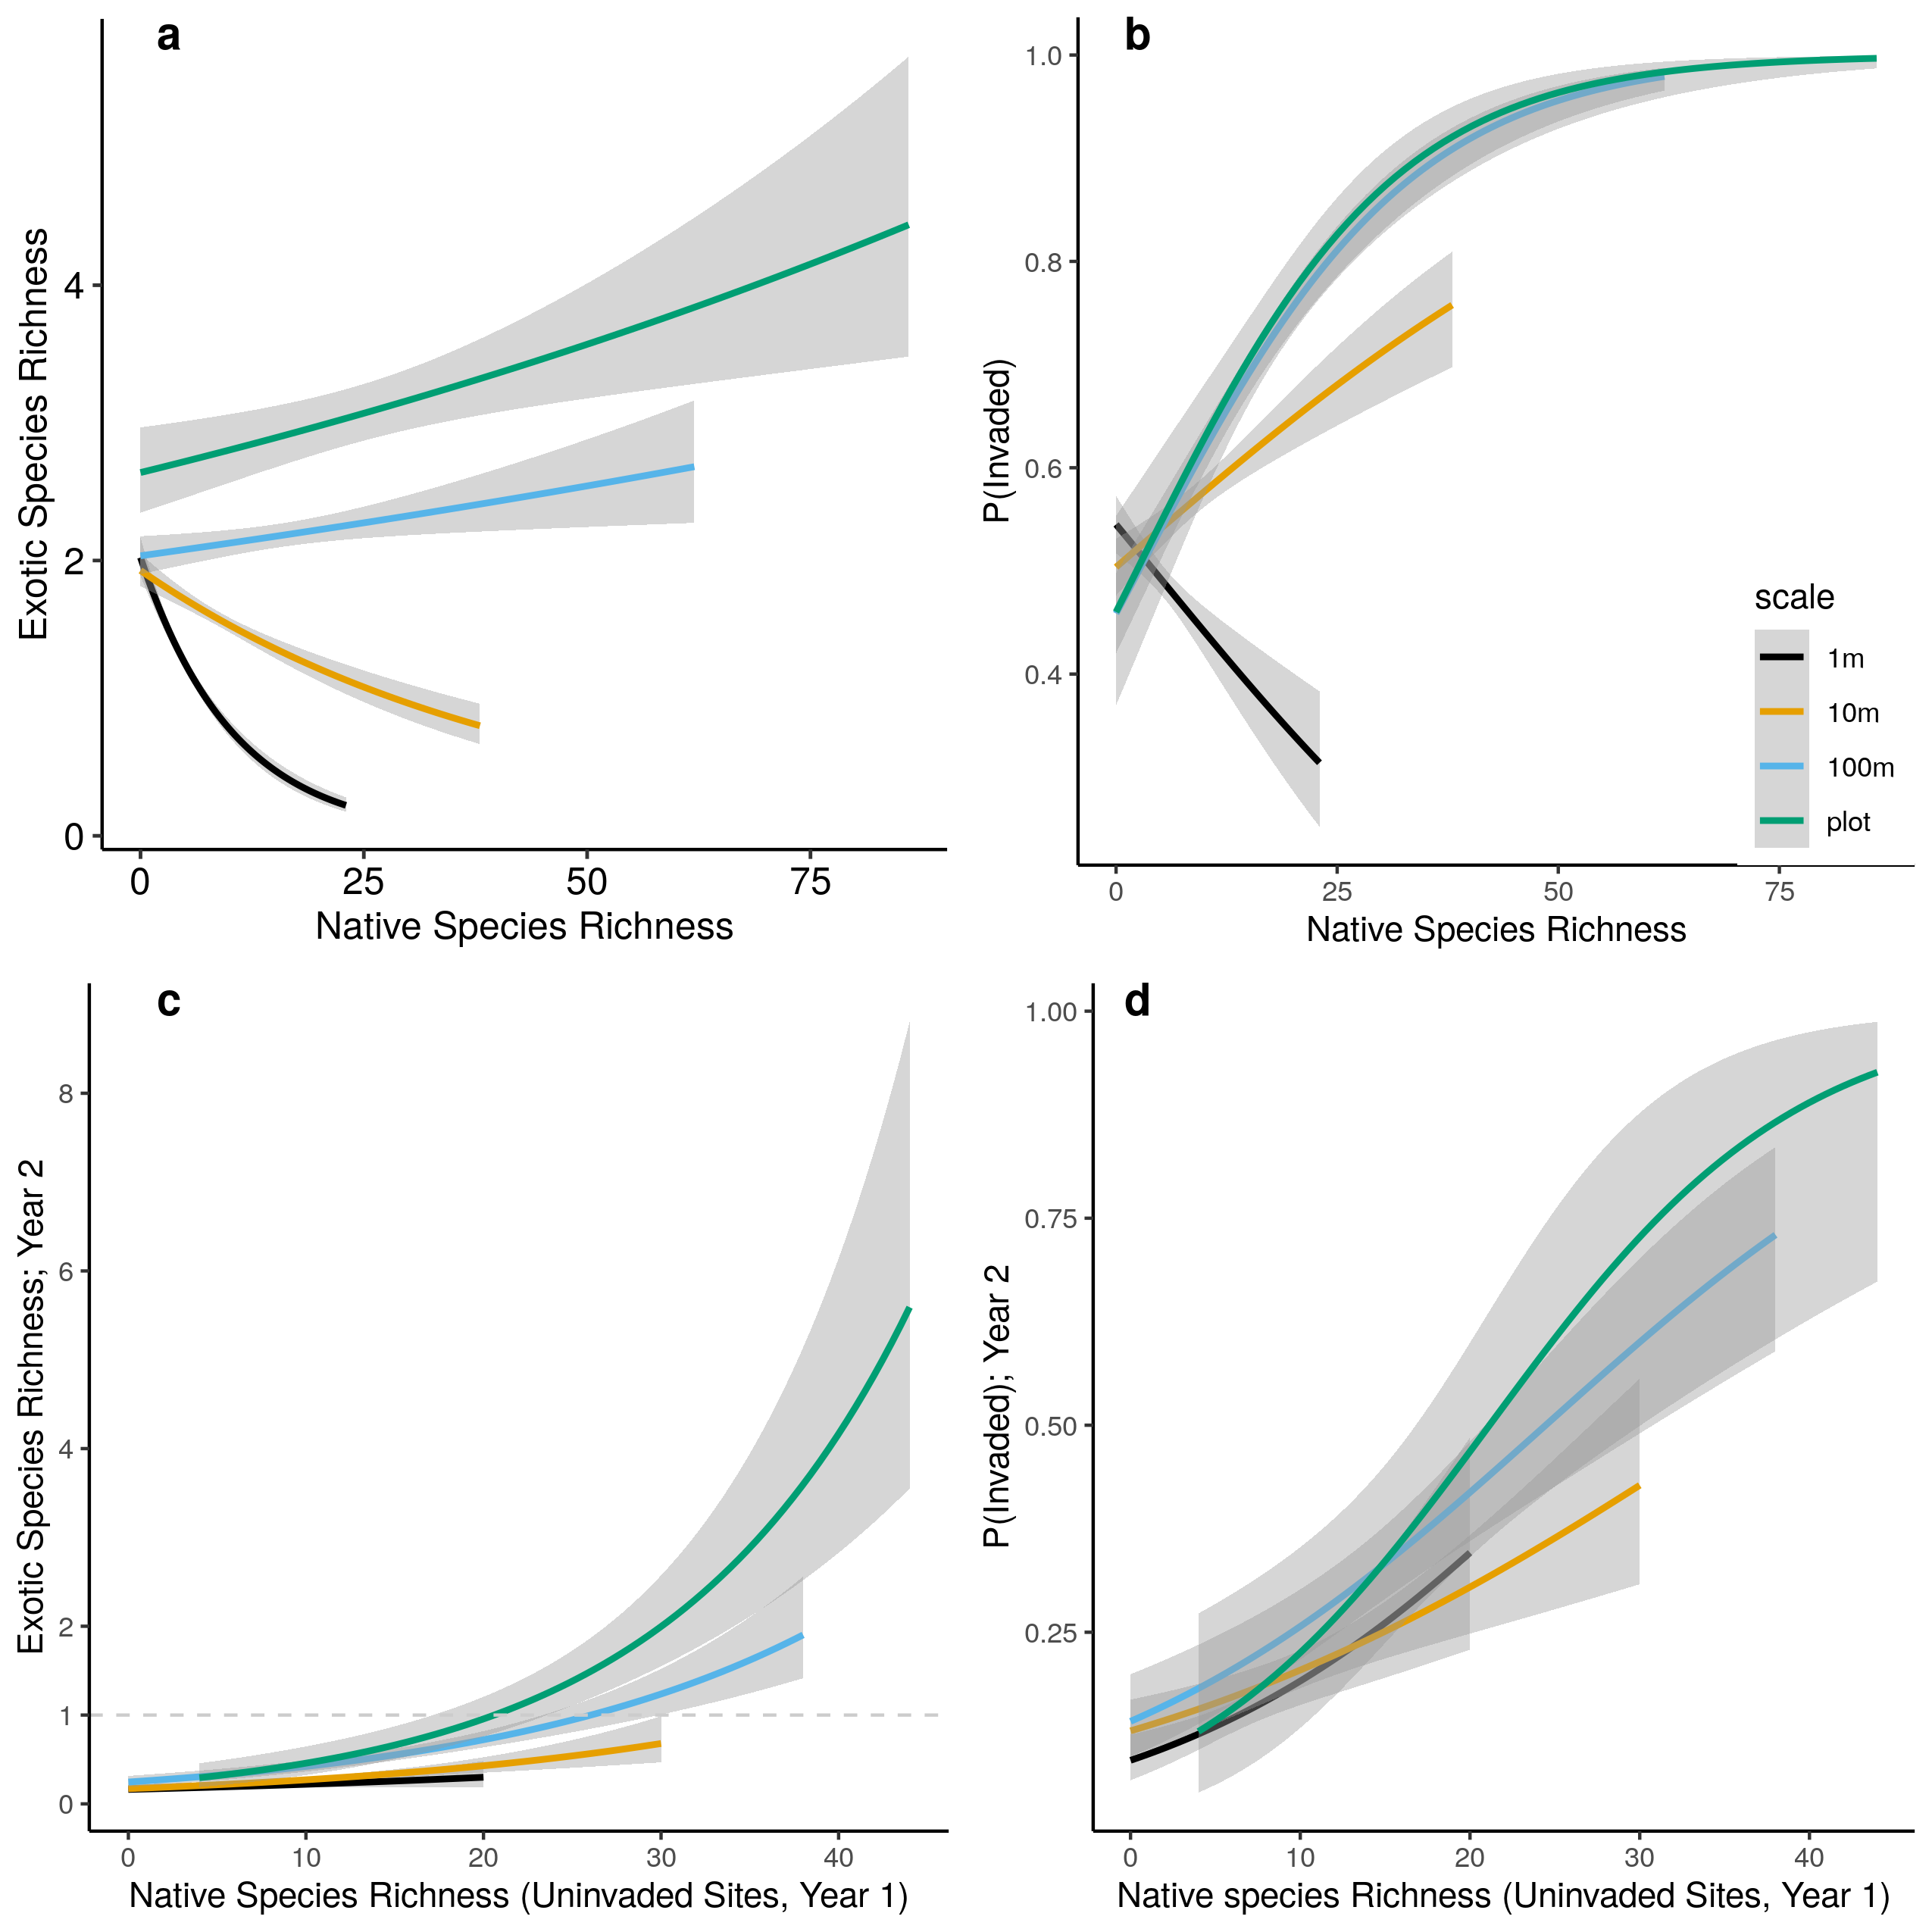 a
Exotic Species Richness
4
2
0
0 25 50 75
Native Species Richness
b
P(Invaded)
1.0
0.8
0.6
0.4
0 25 50 75
Native Species Richness
scale
1m
10m
100m
plot
c
Exotic Species Richness; Year 2
8
6
4
2
1
0
0 10 20 30 40
Native Species Richness (Uninvaded Sites, Year 1)
d
P(Invaded); Year 2
1.00
0.75
0.50
0.25
0 10 20 30 40
Native species Richness (Uninvaded Sites, Year 1)